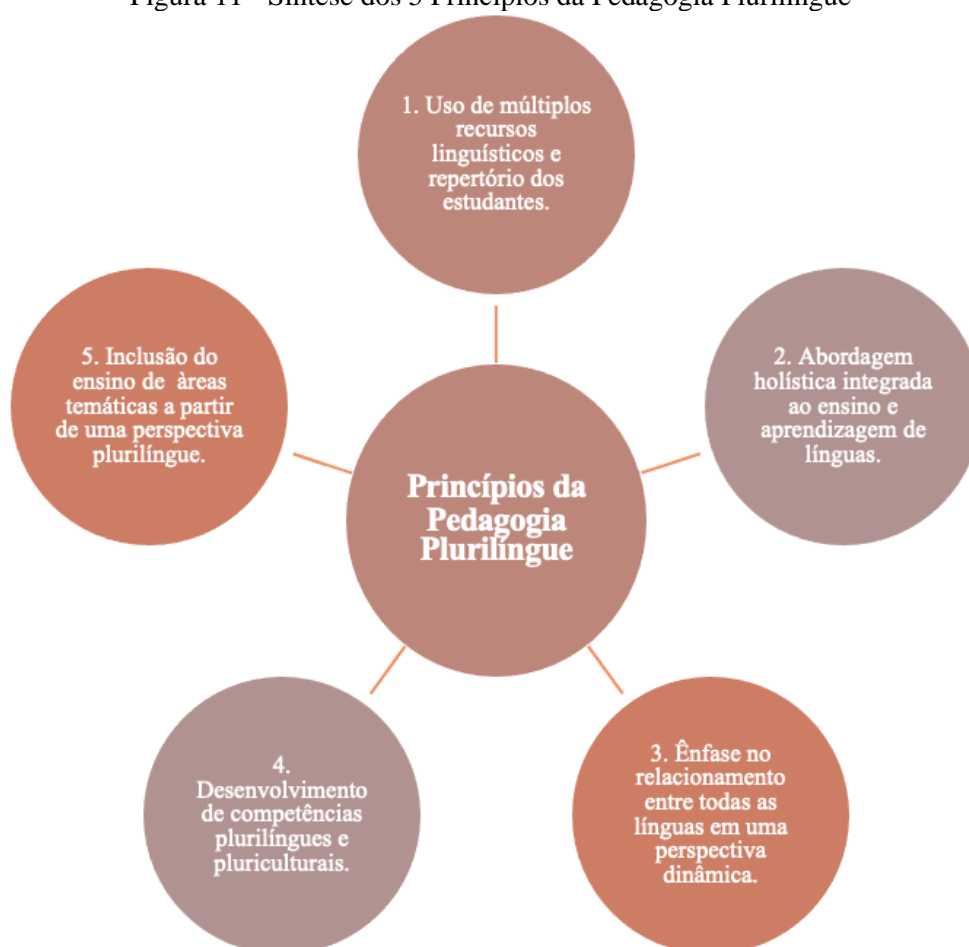 Figura 11 - Síntese dos 5 Princípios da Pedagogia Plurilíngue
1. Uso de múltiplos
recursos
linguísticos e
repertório dos
estudantes.
2. Abordagem
holística integrada
ao ensino e
aprendizagem de
línguas.
3. Ênfase no
relacionamento
entre todas as
línguas em uma
perspectiva
dinâmica.
4.
Desenvolvimento
de competências
plurilíngues e
pluriculturais.
5. Inclusão do
ensino de àreas
temáticas a partir
de uma perspectiva
plurilíngue.
Princípios da
Pedagogia
Plurilíngue